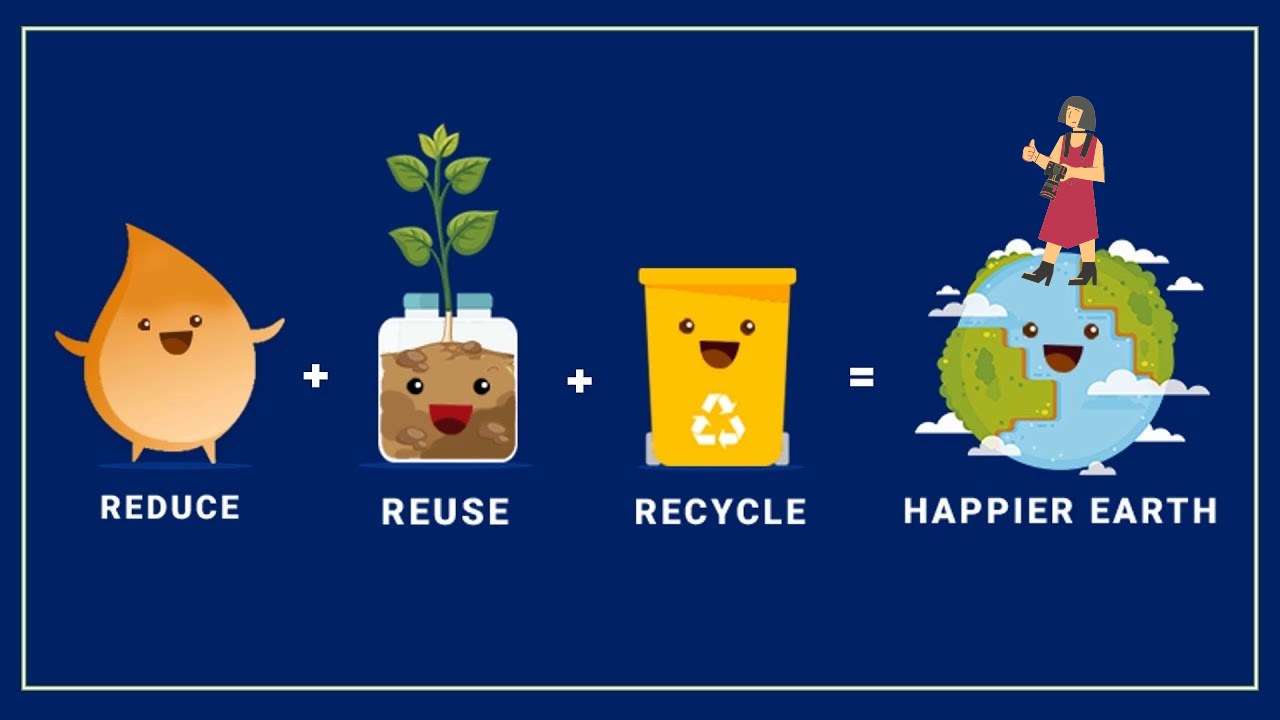 + + =
REDUCE REUSE RECYCLE HAPPIER EARTH